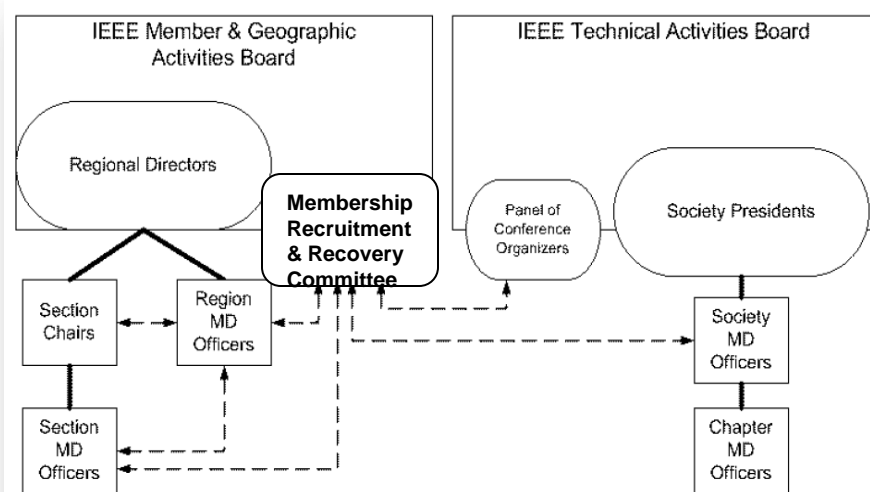 IEEE Member & Geographic
Activities Board
IEEE Technical Activities Board
Regional Directors
Membership
Recruitment
& Recovery
Committee
Panel of
Conference
Organizers
Society Presidents
Section
Chairs
Region
MD
Officers
Society
MD
Officers
Section
MD
Officers
Chapter
MD
Officers